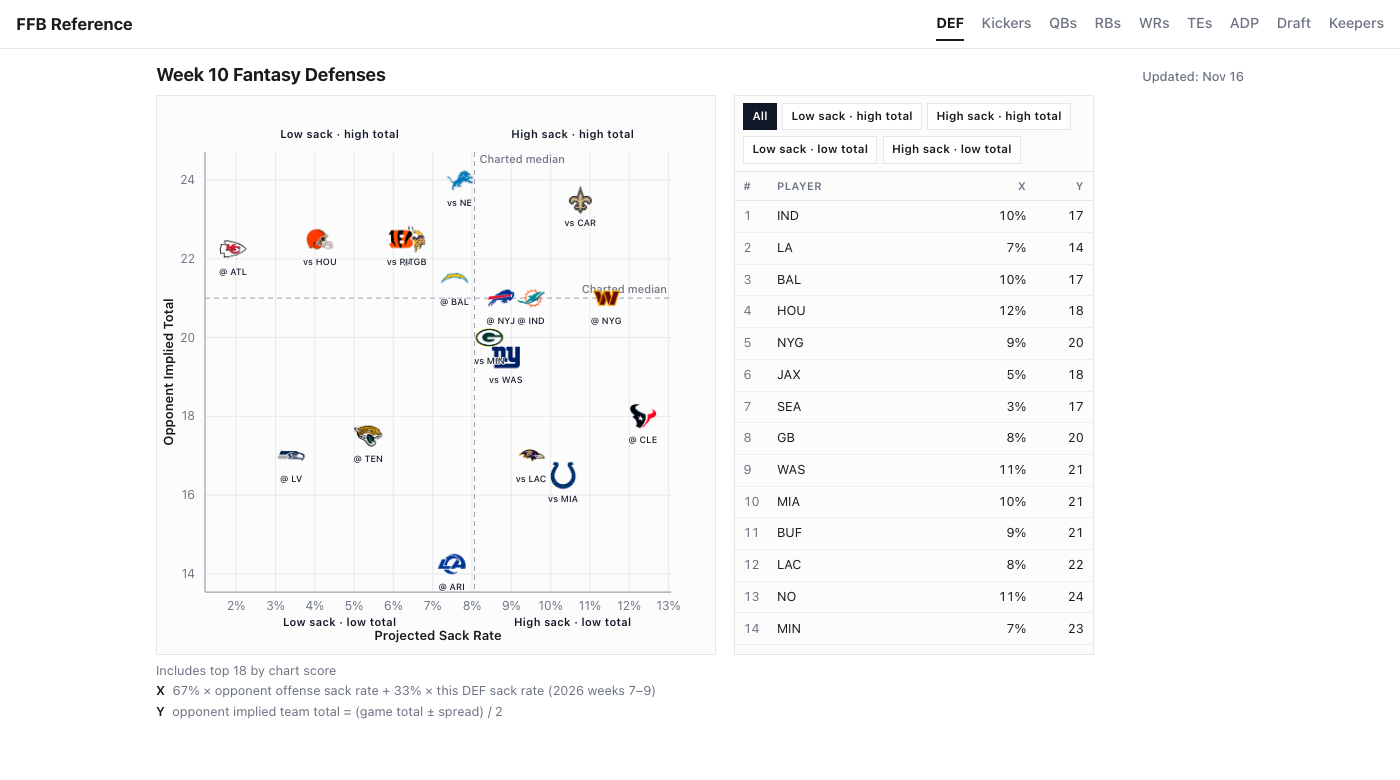 FFB Reference
DEF Kickers QBs RBs WRs TEs ADP Draft Keepers
Week 10 Fantasy Defenses
Updated: Nov 16
Low sack · high total
High sack · high total
Charted median
24
vs NE
vs CAR
22
@ ATL
vs HOU
vs PIT
GB
@ BAL
Charted median
@ NYJ
@ IND
@ NYG
20
vs MIN
vs WAS
18
@ CLE
@ TEN
@ LV
vs LAC
vs MIA
16
14
@ ARI
Opponent Implied Total
2% 3% 4% 5% 6% 7% 8% 9% 10% 11% 12% 13%
Low sack · low total
High sack · low total
Projected Sack Rate
All
Low sack · high total
High sack · high total
Low sack · low total
High sack · low total
# PLAYER X Y
1 IND 10% 17
2 LA 7% 14
3 BAL 10% 17
4 HOU 12% 18
5 NYG 9% 20
6 JAX 5% 18
7 SEA 3% 17
8 GB 8% 20
9 WAS 11% 21
10 MIA 10% 21
11 BUF 9% 21
12 LAC 8% 22
13 NO 11% 24
14 MIN 7% 23
Includes top 18 by chart score
X 67% × opponent offense sack rate + 33% × this DEF sack rate (2026 weeks 7–9)
Y opponent implied team total = (game total ± spread) / 2